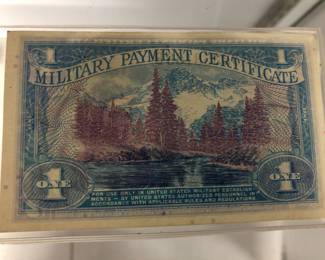 1 1
MILITARY PAYMENT CERTIFICATE
1 1
ONE ONE
FOR USE ONLY IN UNITED STATES MILITARY ESTABLISH-
MENTS - BY UNITED STATES AUTHORIZED PERSONNEL IN
ACCORDANCE WITH APPLICABLE RULES AND REGULATIONS